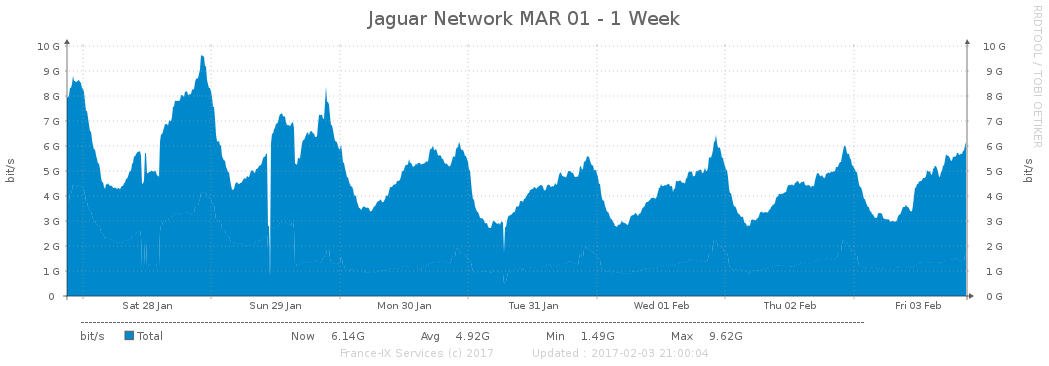 Jaguar Network MAR 01 - 1 Week
RRDTOOL / TOBI OETIKER
bit/s
bit/s
10 G 10 G
9 G 9 G
8 G 8 G
7 G 7 G
6 G 6 G
5 G 5 G
4 G 4 G
3 G 3 G
2 G 2 G
1 G 1 G
0 0 G
Sat 28 Jan Sun 29 Jan Mon 30 Jan Tue 31 Jan Wed 01 Feb Thu 02 Feb Fri 03 Feb
bit/s Total Now 6.14G Avg 4.92G Min 1.49G Max 9.62G
France-IX Services (c) 2017 Updated : 2017-02-03 21:00:04